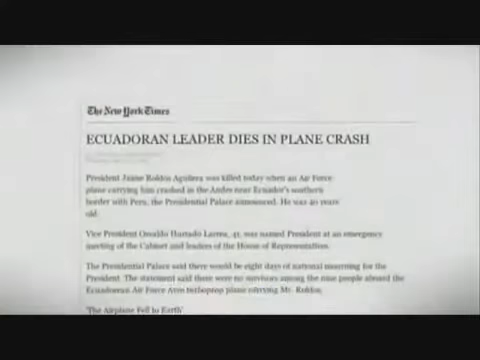 The New York Times
ECUADORAN LEADER DIES IN PLANE CRASH
President Jaime Roldos Aguilera was killed today when an Air Force
plane carrying him crashed in the Andes near Ecuador's southern
border with Peru, the Presidential Palace announced. He was 40 years
old.
Vice President Osvaldo Hurtado Larrea, 41, was named President at an emergency
meeting of the Cabinet and leaders of the House of Representatives.
The Presidential Palace said there would be eight days of national mourning for the
President. The statement said there were no survivors among the nine people aboard the
Ecuadorean Air Force Avro turboprop plane carrying Mr. Roldos.
'The Airplane Fell to Earth'